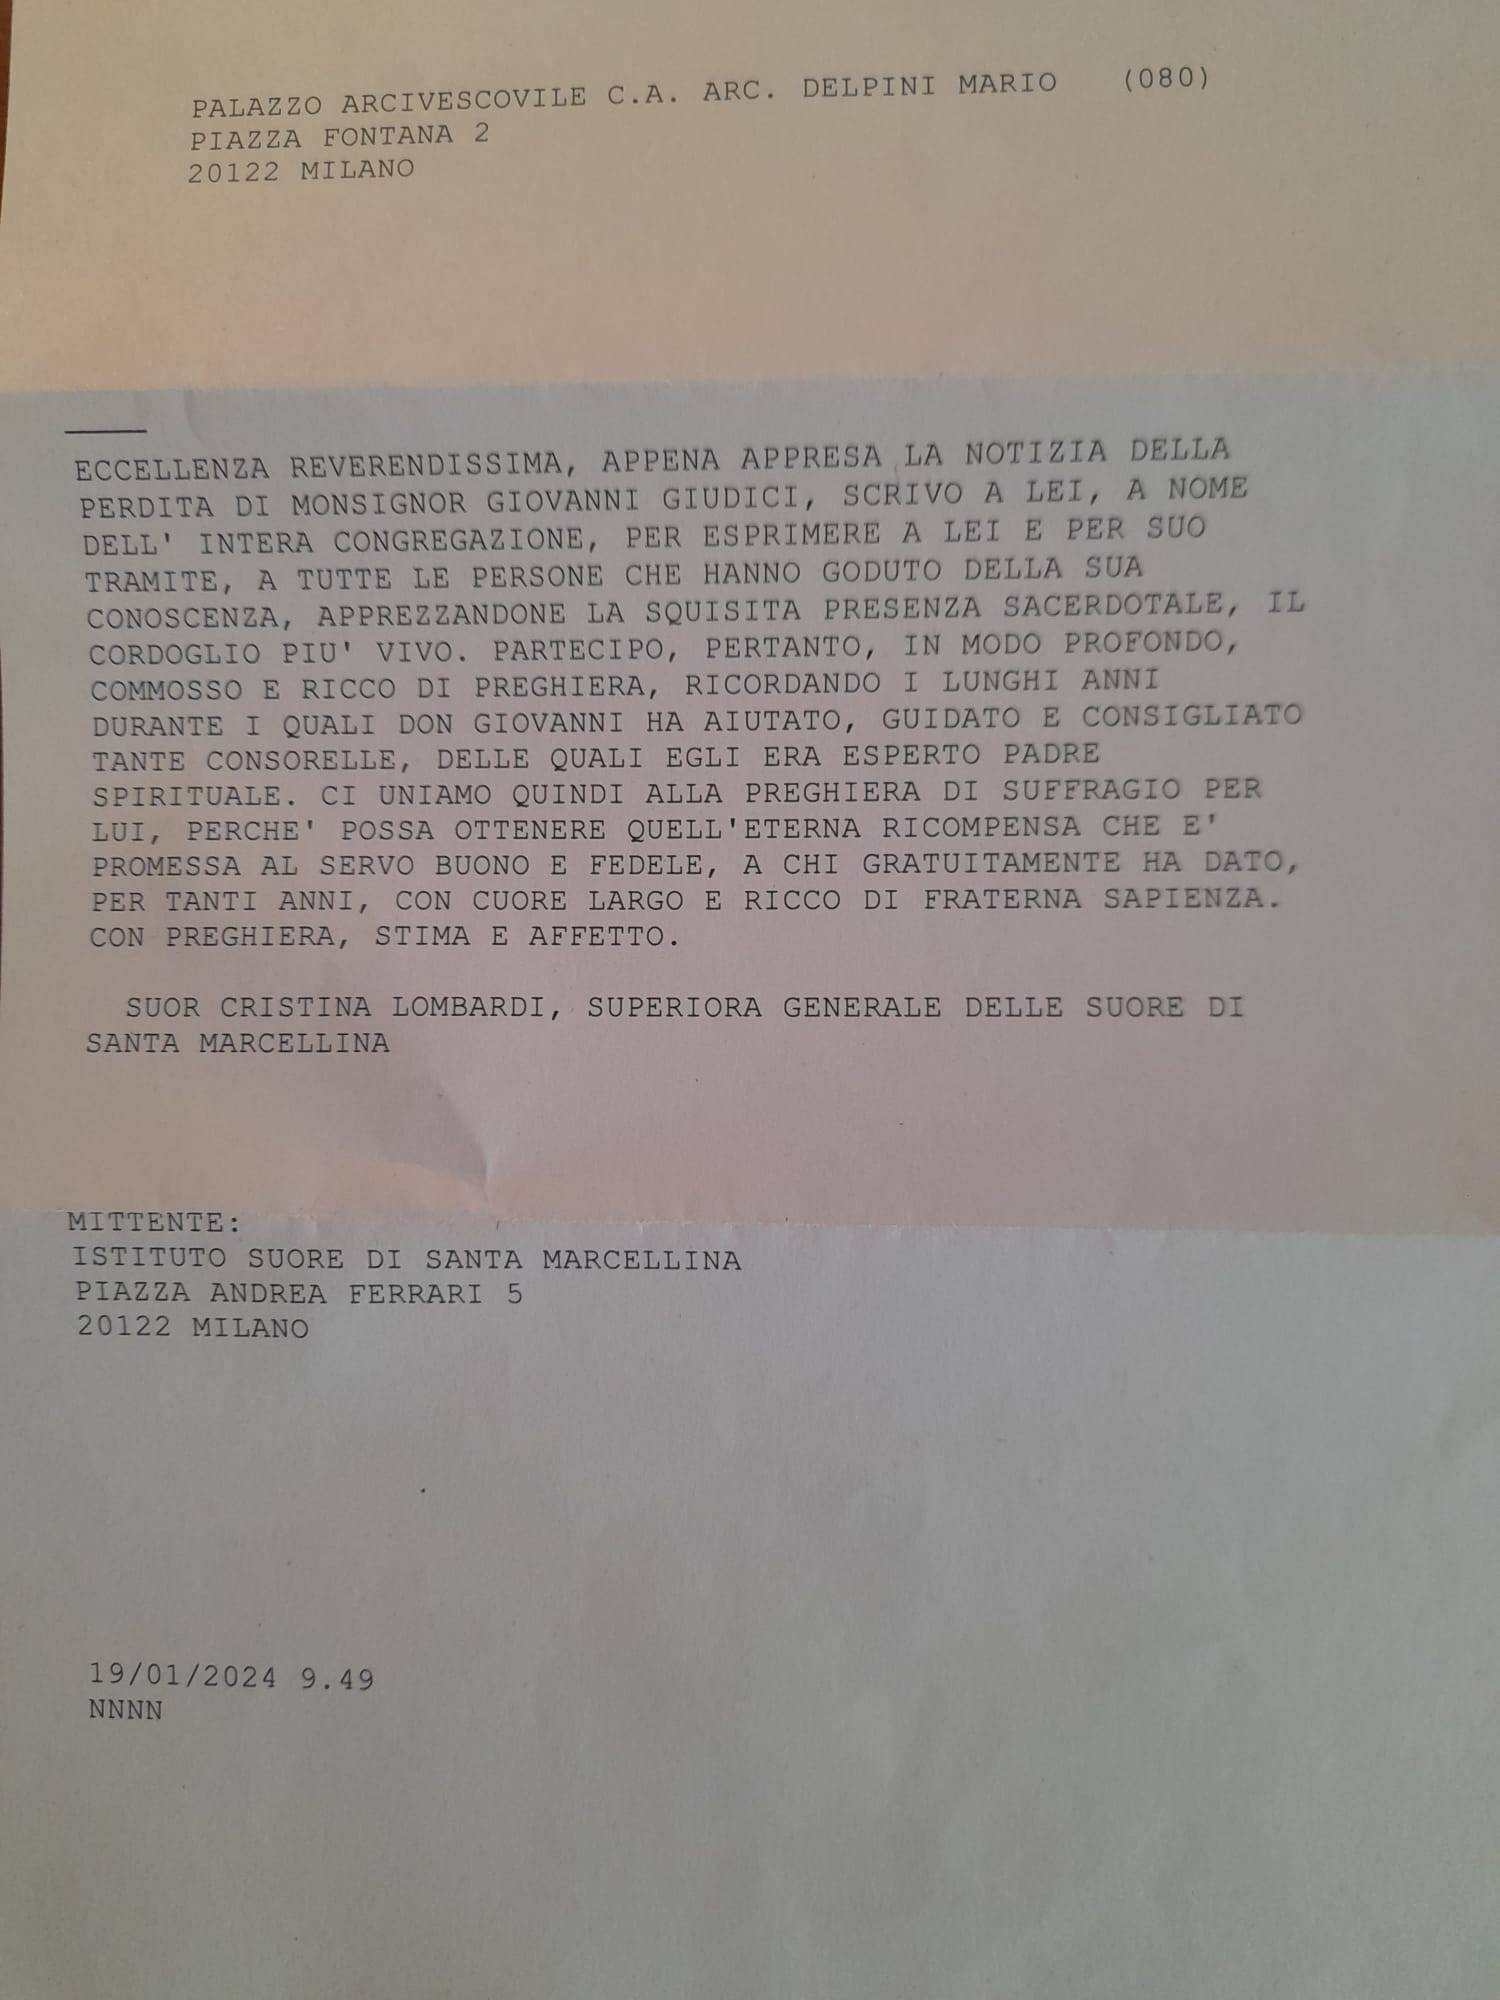 PALAZZO ARCIVESCOVILE C.A. ARC. DELPINI MARIO (080)
PIAZZA FONTANA 2
20122 MILANO
ECCELLENZA REVERENDISSIMA, APPENA APPRESA LA NOTIZIA DELLA
PERDITA DI MONSIGNOR GIOVANNI GIUDICI, SCRIVO A LEI, A NOME
DELL' INTERA CONGREGAZIONE, PER ESPRIMERE A LEI E PER SUO
TRAMITE, A TUTTE LE PERSONE CHE HANNO GODUTO DELLA SUA
CONOSCENZA, APPREZZANDONE LA SQUISITA PRESENZA SACERDOTALE, IL
CORDOGLIO PIU' VIVO. PARTECIPO, PERTANTO, IN MODO PROFONDO,
COMMOSSO E RICCO DI PREGHIERA, RICORDANDO I LUNGHI ANNI
DURANTE I QUALI DON GIOVANNI HA AIUTATO, GUIDATO E CONSIGLIATO
TANTE CONSORELLE, DELLE QUALI EGLI ERA ESPERTO PADRE
SPIRITUALE. CI UNIAMO QUINDI ALLA PREGHIERA DI SUFFRAGIO PER
LUI, PERCHE' POSSA OTTENERE QUELL'ETERNA RICOMPENSA CHE E'
PROMESSA AL SERVO BUONO E FEDELE, A CHI GRATUITAMENTE HA DATO,
PER TANTI ANNI, CON CUORE LARGO E RICCO DI FRATERNA SAPIENZA.
CON PREGHIERA, STIMA E AFFETTO.
SUOR CRISTINA LOMBARDI, SUPERIORA GENERALE DELLE SUORE DI
SANTA MARCELLINA
MITTENTE:
ISTITUTO SUORE DI SANTA MARCELLINA
PIAZZA ANDREA FERRARI 5
20122 MILANO
19/01/2024 9.49
NNNN